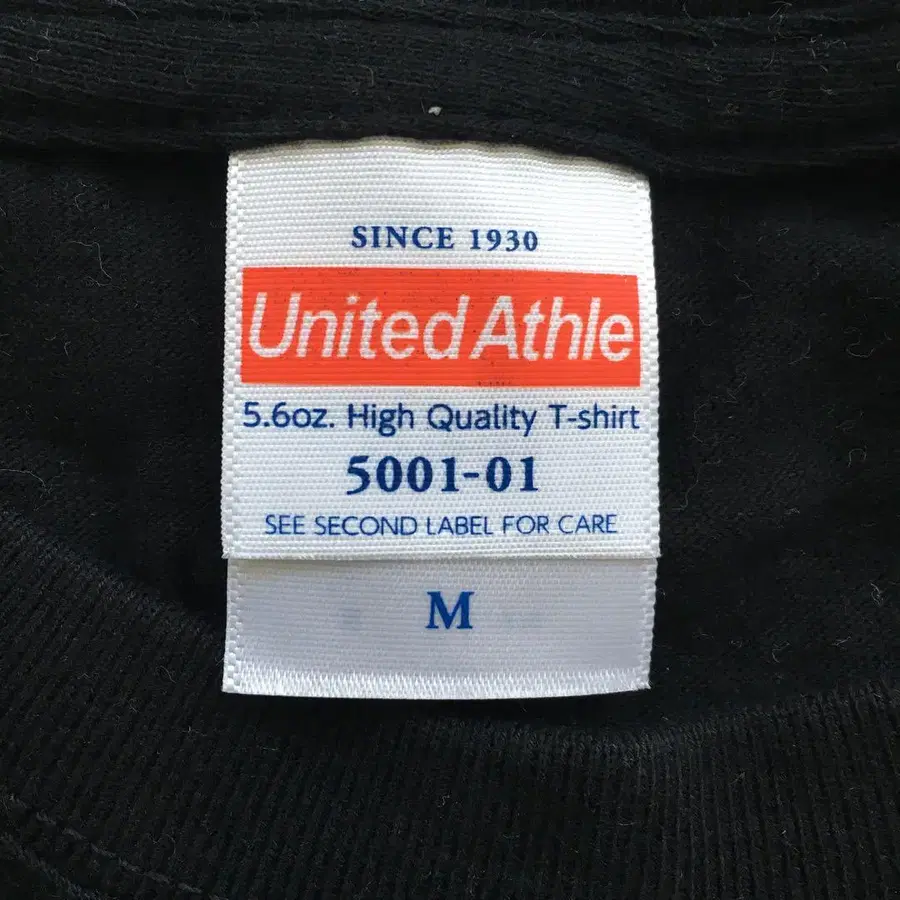 SINCE 1930
United Athle
5.6oz. High Quality T-shirt
5001-01
SEE SECOND LABEL FOR CARE
M